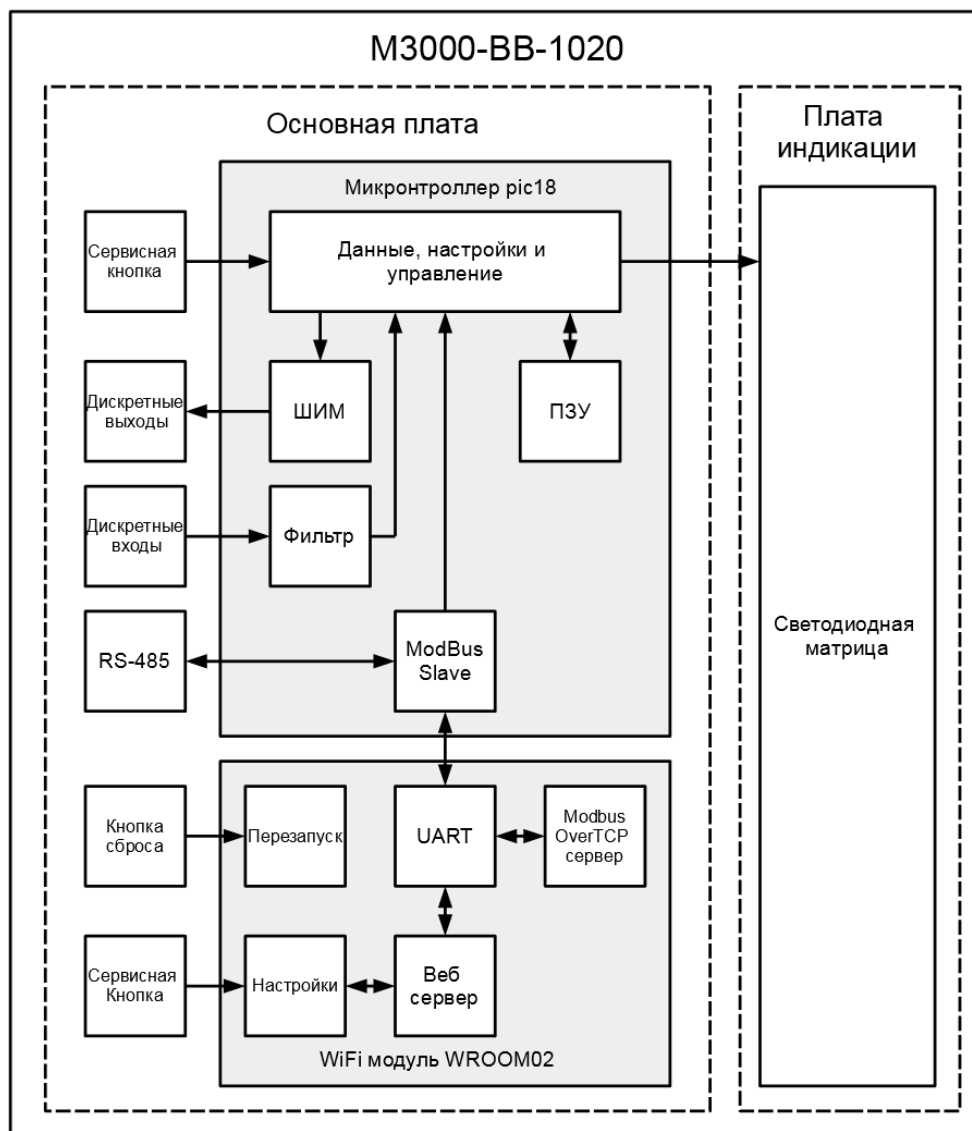 М3000-ВВ-1020
Основная плата
Плата
индикации
Микронтроллер pic18
Сервисная
кнопка
Данные, настройки и
управление
Дискретные
выходы
ШИМ
ПЗУ
Дискретные
входы
Фильтр
RS-485
ModBus
Slave
Светодиодная
матрица
Кнопка
сброса
Перезапуск
UART
Modbus
OverTCP
сервер
Сервисная
Кнопка
Настройки
Веб
сервер
WiFi модуль WROOM02